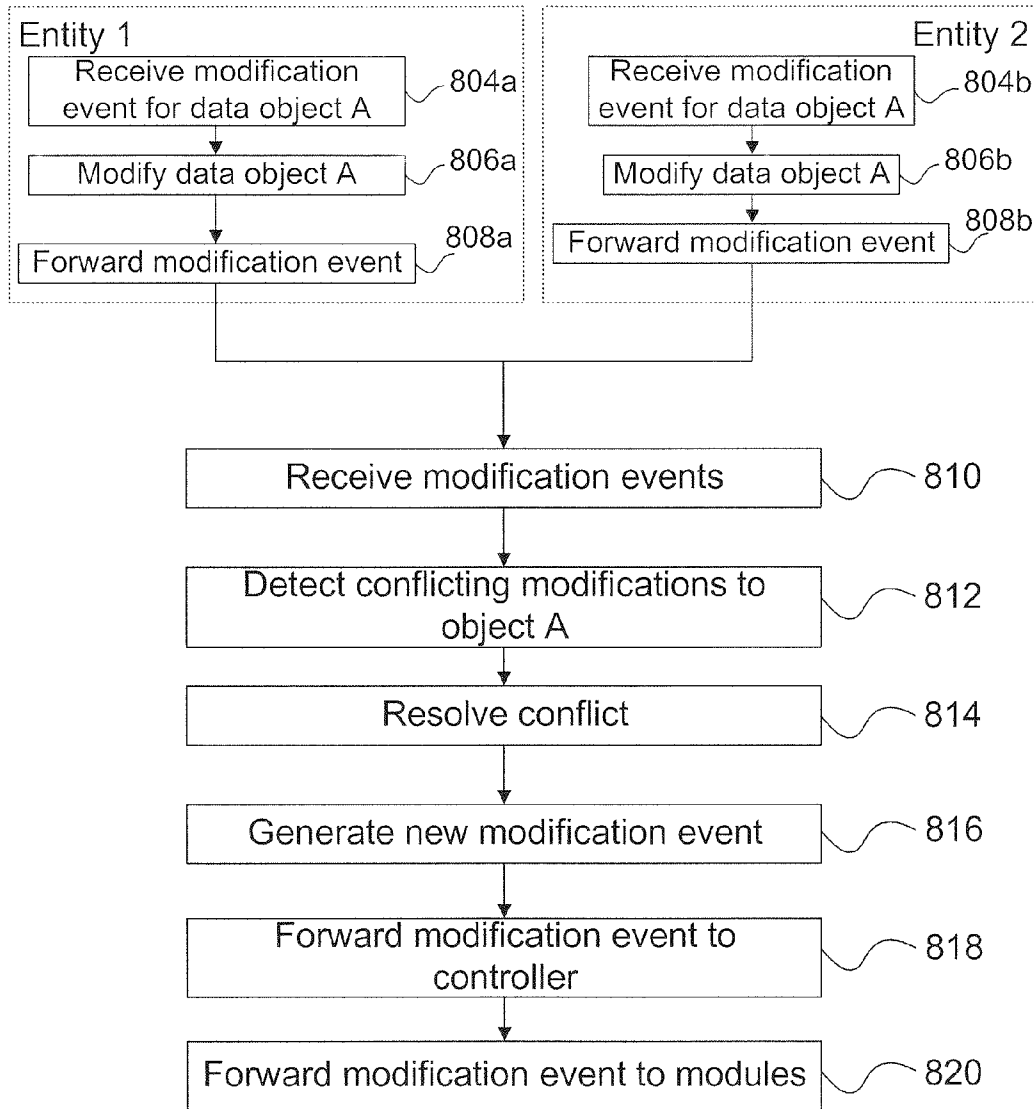 Entity 1
Receive modification
event for data object A
804a
Modify data object A
806a
Forward modification event
808a
Entity 2
Receive modification
event for data object A
804b
Modify data object A
806b
Forward modification event
808b
Receive modification events
810
Detect conflicting modifications to
object A
812
Resolve conflict
814
Generate new modification event
816
Forward modification event to
controller
818
Forward modification event to modules
820